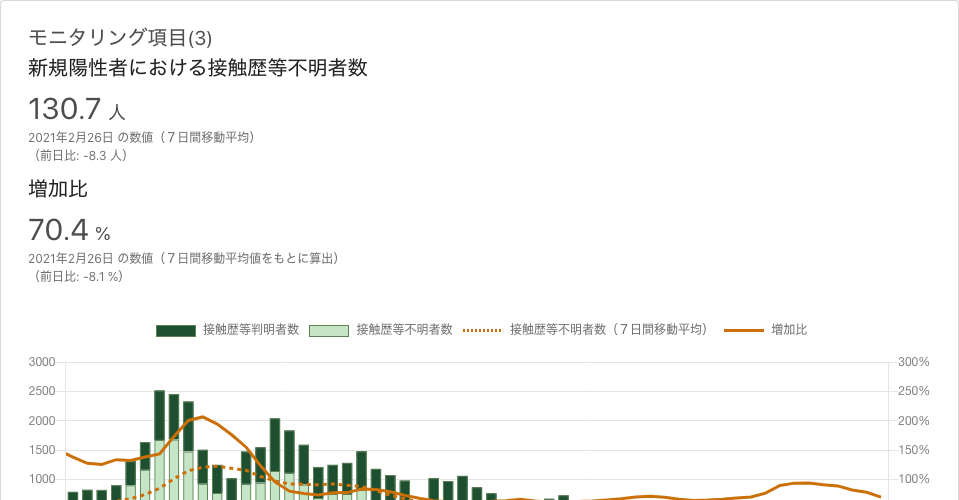 モニタリング項目(3)
新規陽性者における接触歴等不明者数
130.7 人
2021年2月26日 の数値（７日間移動平均）
（前日比: -8.3 人）
増加比
70.4 %
2021年2月26日 の数値（７日間移動平均値をもとに算出）
（前日比: -8.1 %）
接触歴等判明者数 接触歴等不明者数 接触歴等不明者数（７日間移動平均） 増加比
3000 300%
2500 250%
2000 200%
1500 150%
1000 100%